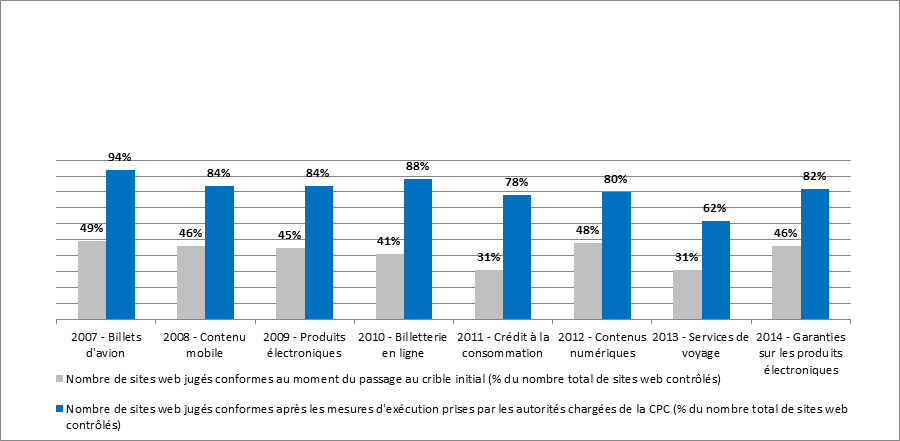 94%
84%
84%
88%
78%
80%
62%
82%
49%
46%
45%
41%
31%
48%
31%
46%
2007 - Billets
d'avion
2008 - Contenu
mobile
2009 - Produits
électroniques
2010 - Billetterie
en ligne
2011 - Crédit à la
consommation
2012 - Contenus
numériques
2013 - Services de
voyage
2014 - Garanties
sur les produits
électroniques
Nombre de sites web jugés conformes au moment du passage au crible initial (% du nombre total de sites web contrôlés)
Nombre de sites web jugés conformes après les mesures d'exécution prises par les autorités chargées de la CPC (% du nombre total de sites web
contrôlés)